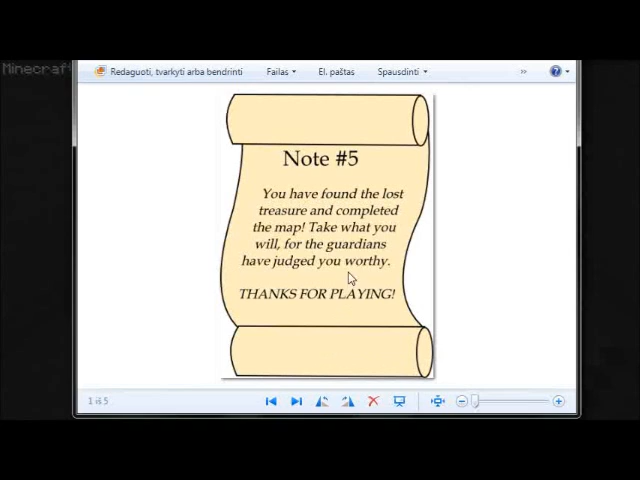 Minecraft
Redaguoti, tvarkyti arba bendrinti Failas El. paštas Spausdinti »
Note #5
You have found the lost
treasure and completed
the map! Take what you
will, for the guardians
have judged you worthy.
THANKS FOR PLAYING!
1 iš 5